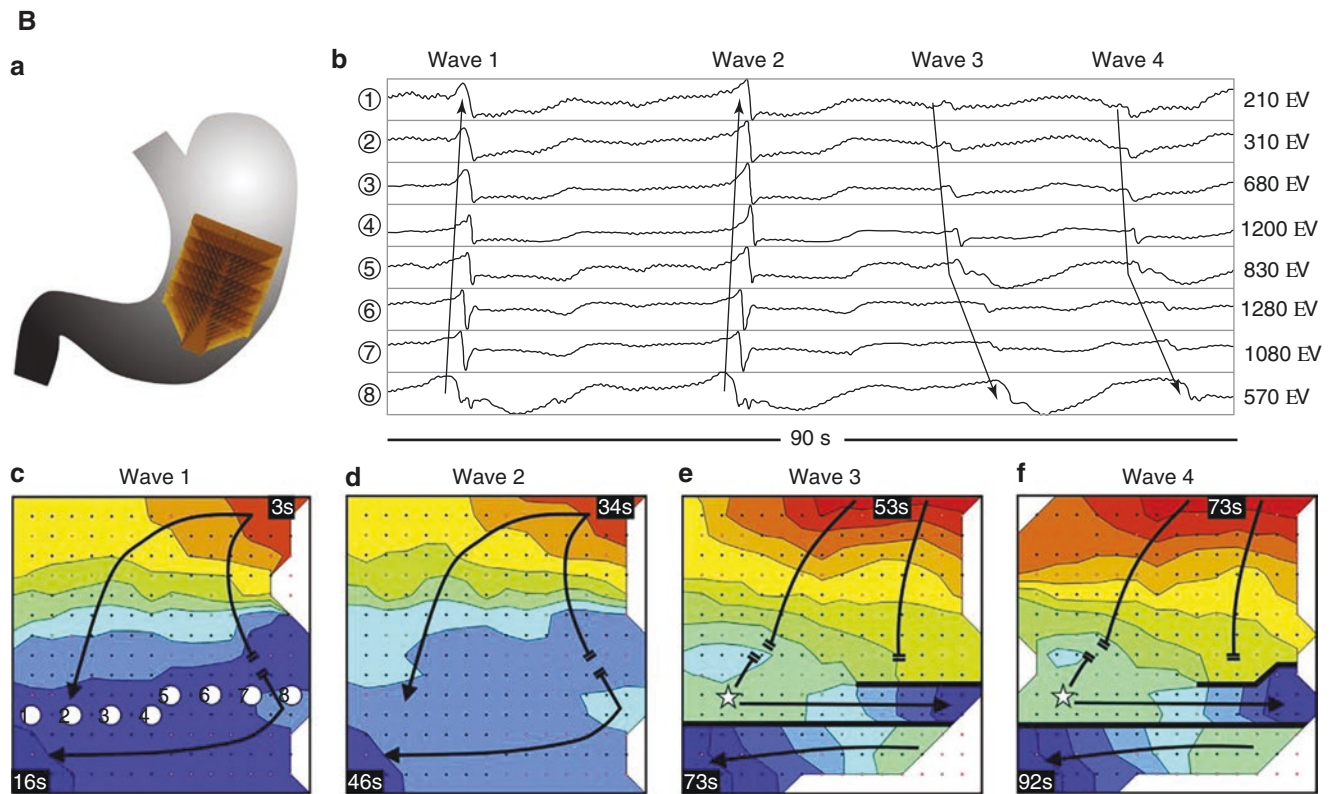 B
a
b
Wave 1 Wave 2 Wave 3 Wave 4
① 210 EV
② 310 EV
③ 680 EV
④ 1200 EV
⑤ 830 EV
⑥ 1280 EV
⑦ 1080 EV
⑧ 570 EV
90 s
c Wave 1
3s
5 6 7 8
1 2 3 4
16s
d Wave 2
34s
46s
e Wave 3
53s
73s
f Wave 4
73s
92s